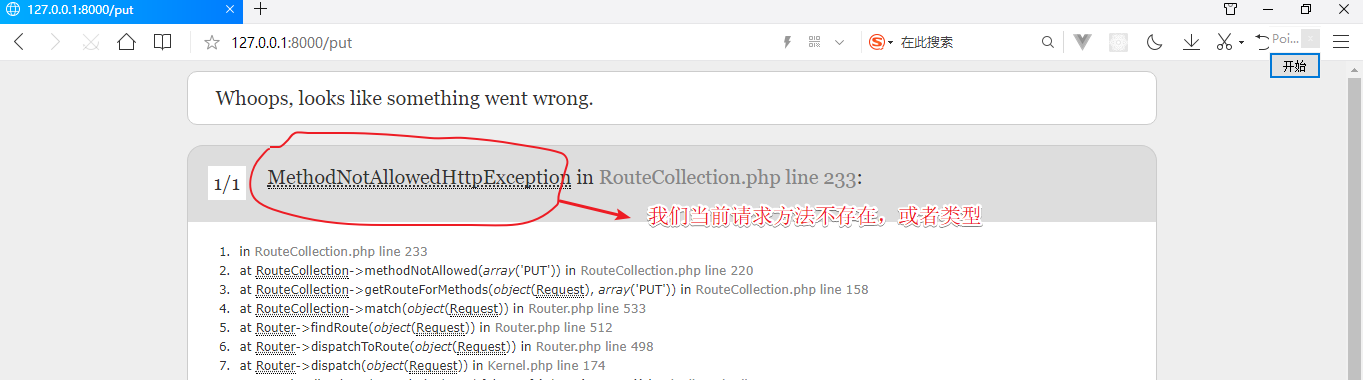 127.0.0.1:8000/put
127.0.0.1:8000/put
在此搜索
Poi...
开始
Whoops, looks like something went wrong.
1/1 MethodNotAllowedHttpException in RouteCollection.php line 233:
我们当前请求方法不存在，或者类型
1. in RouteCollection.php line 233
2. at RouteCollection->methodNotAllowed(array('PUT')) in RouteCollection.php line 220
3. at RouteCollection->getRouteForMethods(object(Request), array('PUT')) in RouteCollection.php line 158
4. at RouteCollection->match(object(Request)) in Router.php line 533
5. at Router->findRoute(object(Request)) in Router.php line 512
6. at Router->dispatchToRoute(object(Request)) in Router.php line 498
7. at Router->dispatch(object(Request)) in Kernel.php line 174